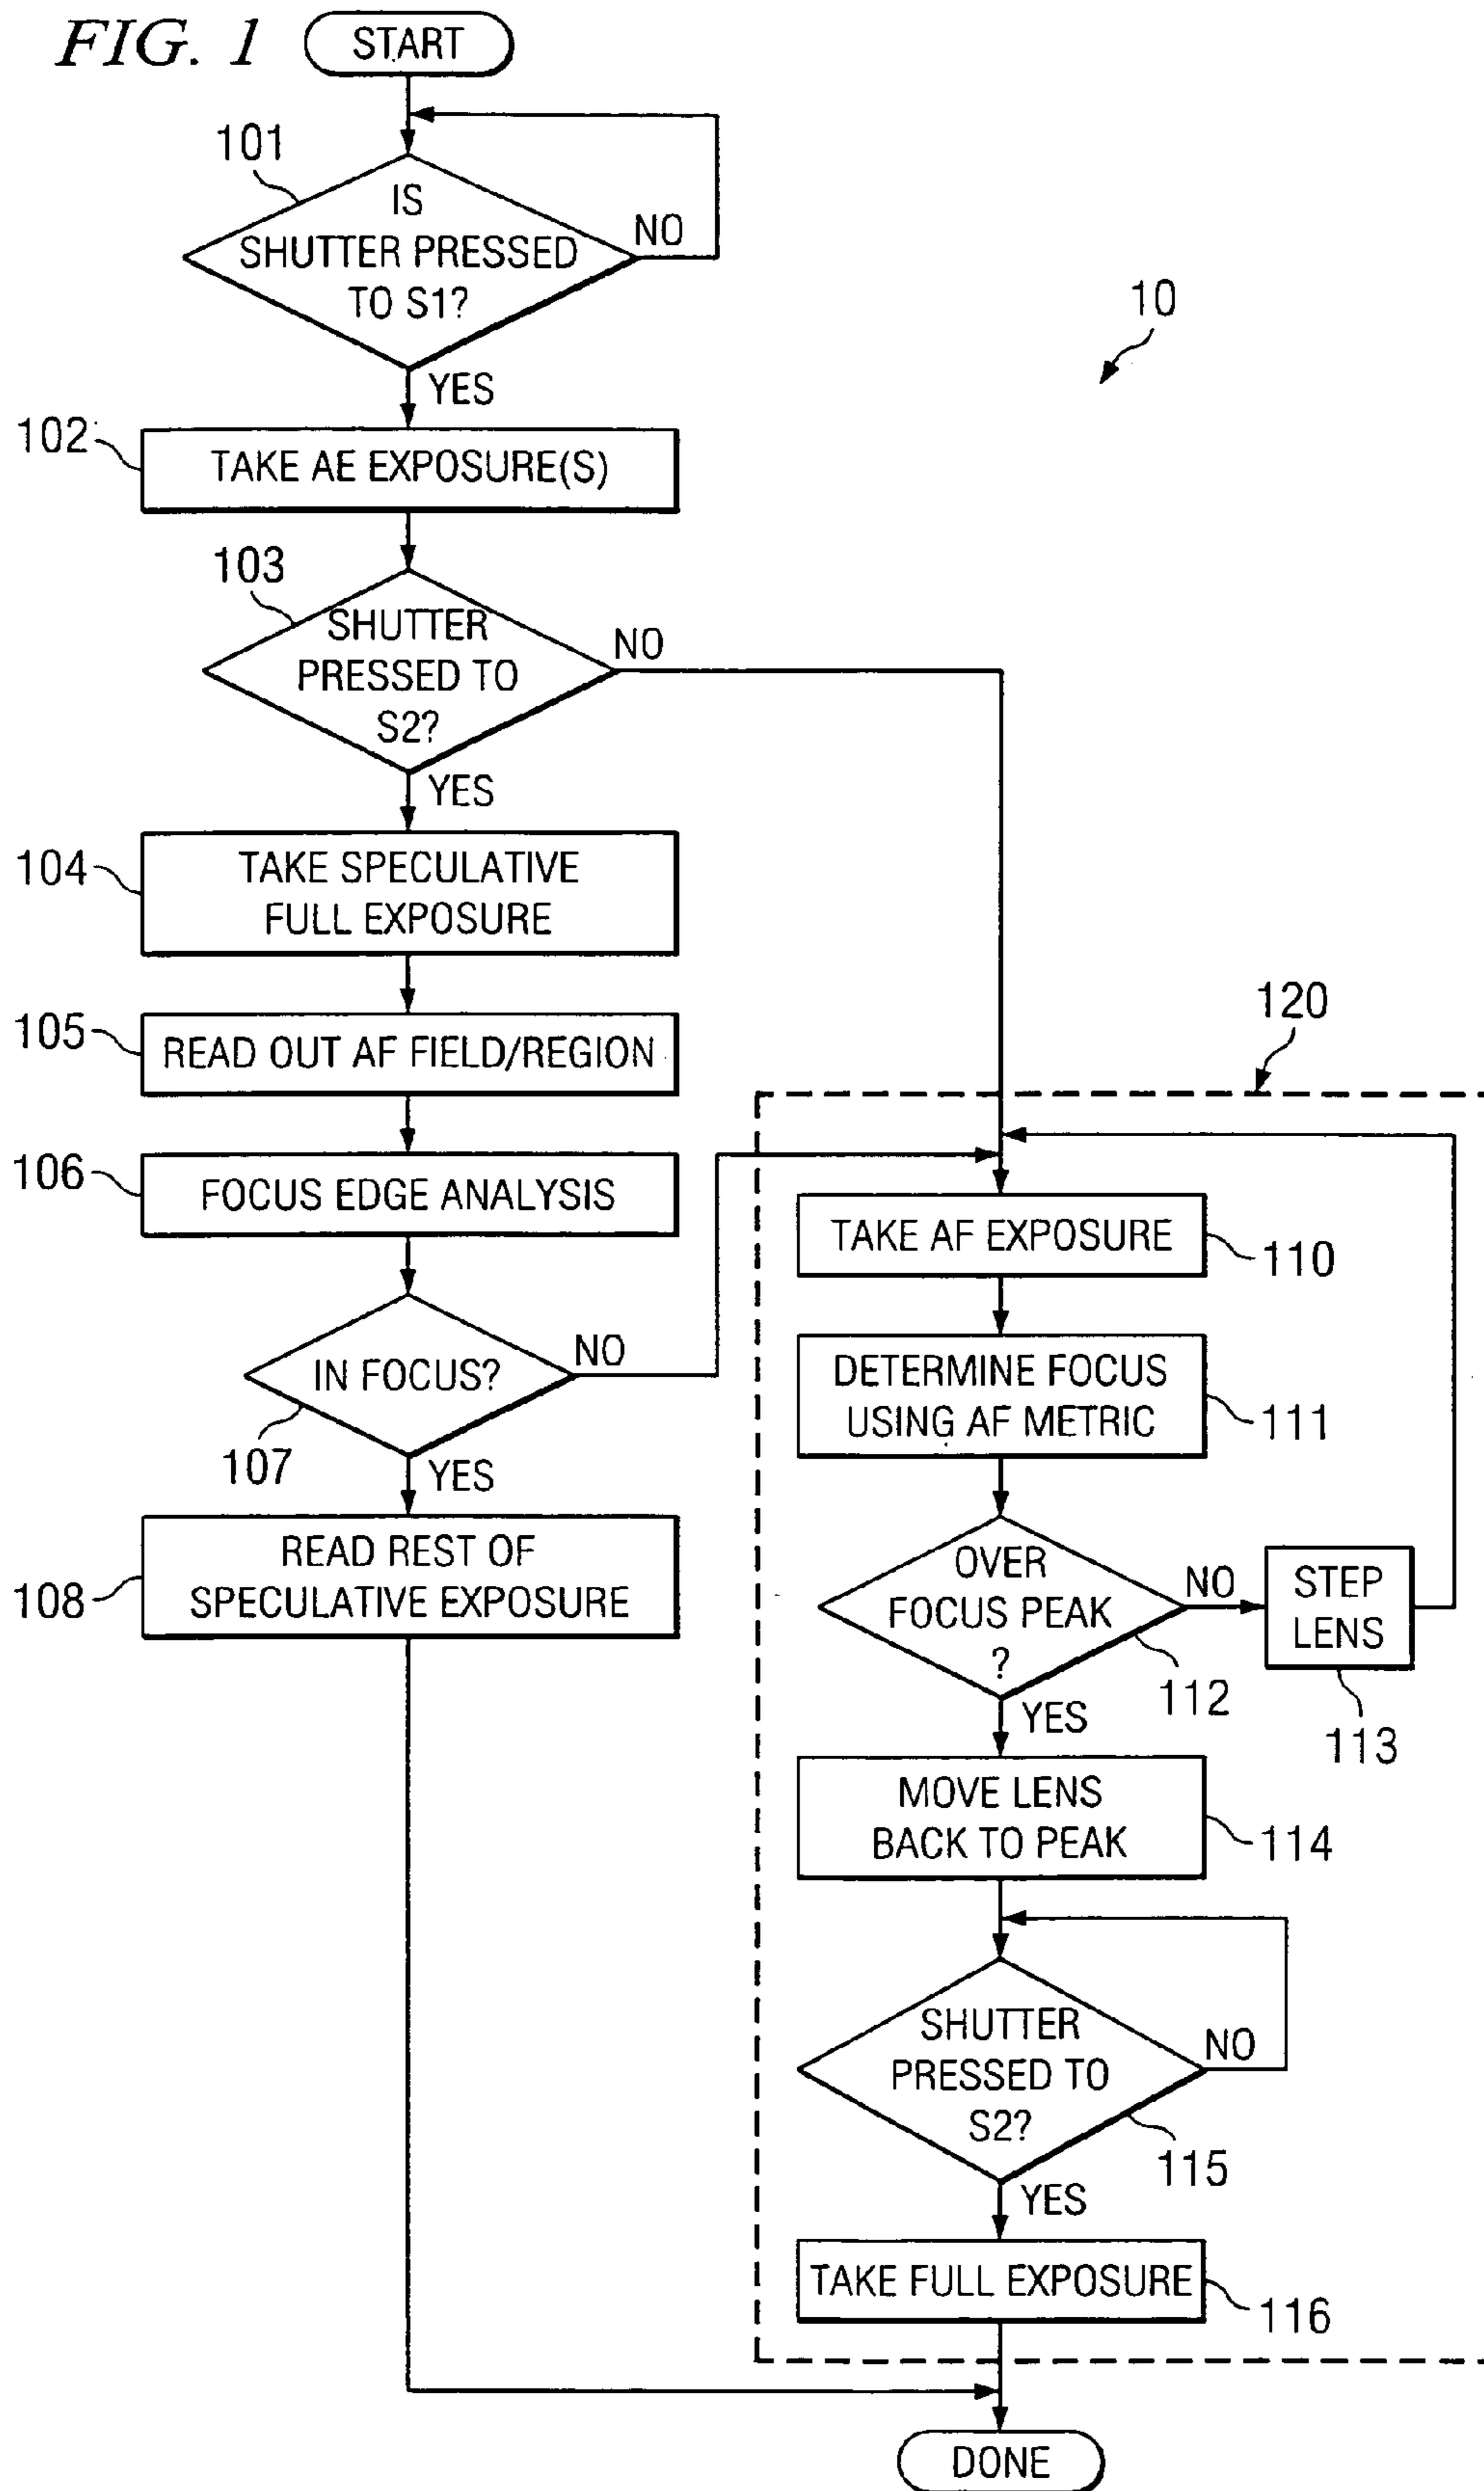 FIG. 1
START
101
IS
SHUTTER PRESSED
TO S1?
NO
10
YES
102
TAKE AE EXPOSURE(S)
103
SHUTTER
PRESSED TO
S2?
NO
YES
104
TAKE SPECULATIVE
FULL EXPOSURE
105
READ OUT AF FIELD/REGION
106
FOCUS EDGE ANALYSIS
IN FOCUS?
NO
107
YES
108
READ REST OF
SPECULATIVE EXPOSURE
120
TAKE AF EXPOSURE
110
DETERMINE FOCUS
USING AF METRIC
111
OVER
FOCUS PEAK
?
NO
STEP
LENS
112
113
YES
MOVE LENS
BACK TO PEAK
114
SHUTTER
PRESSED TO
S2?
NO
115
YES
TAKE FULL EXPOSURE
116
DONE